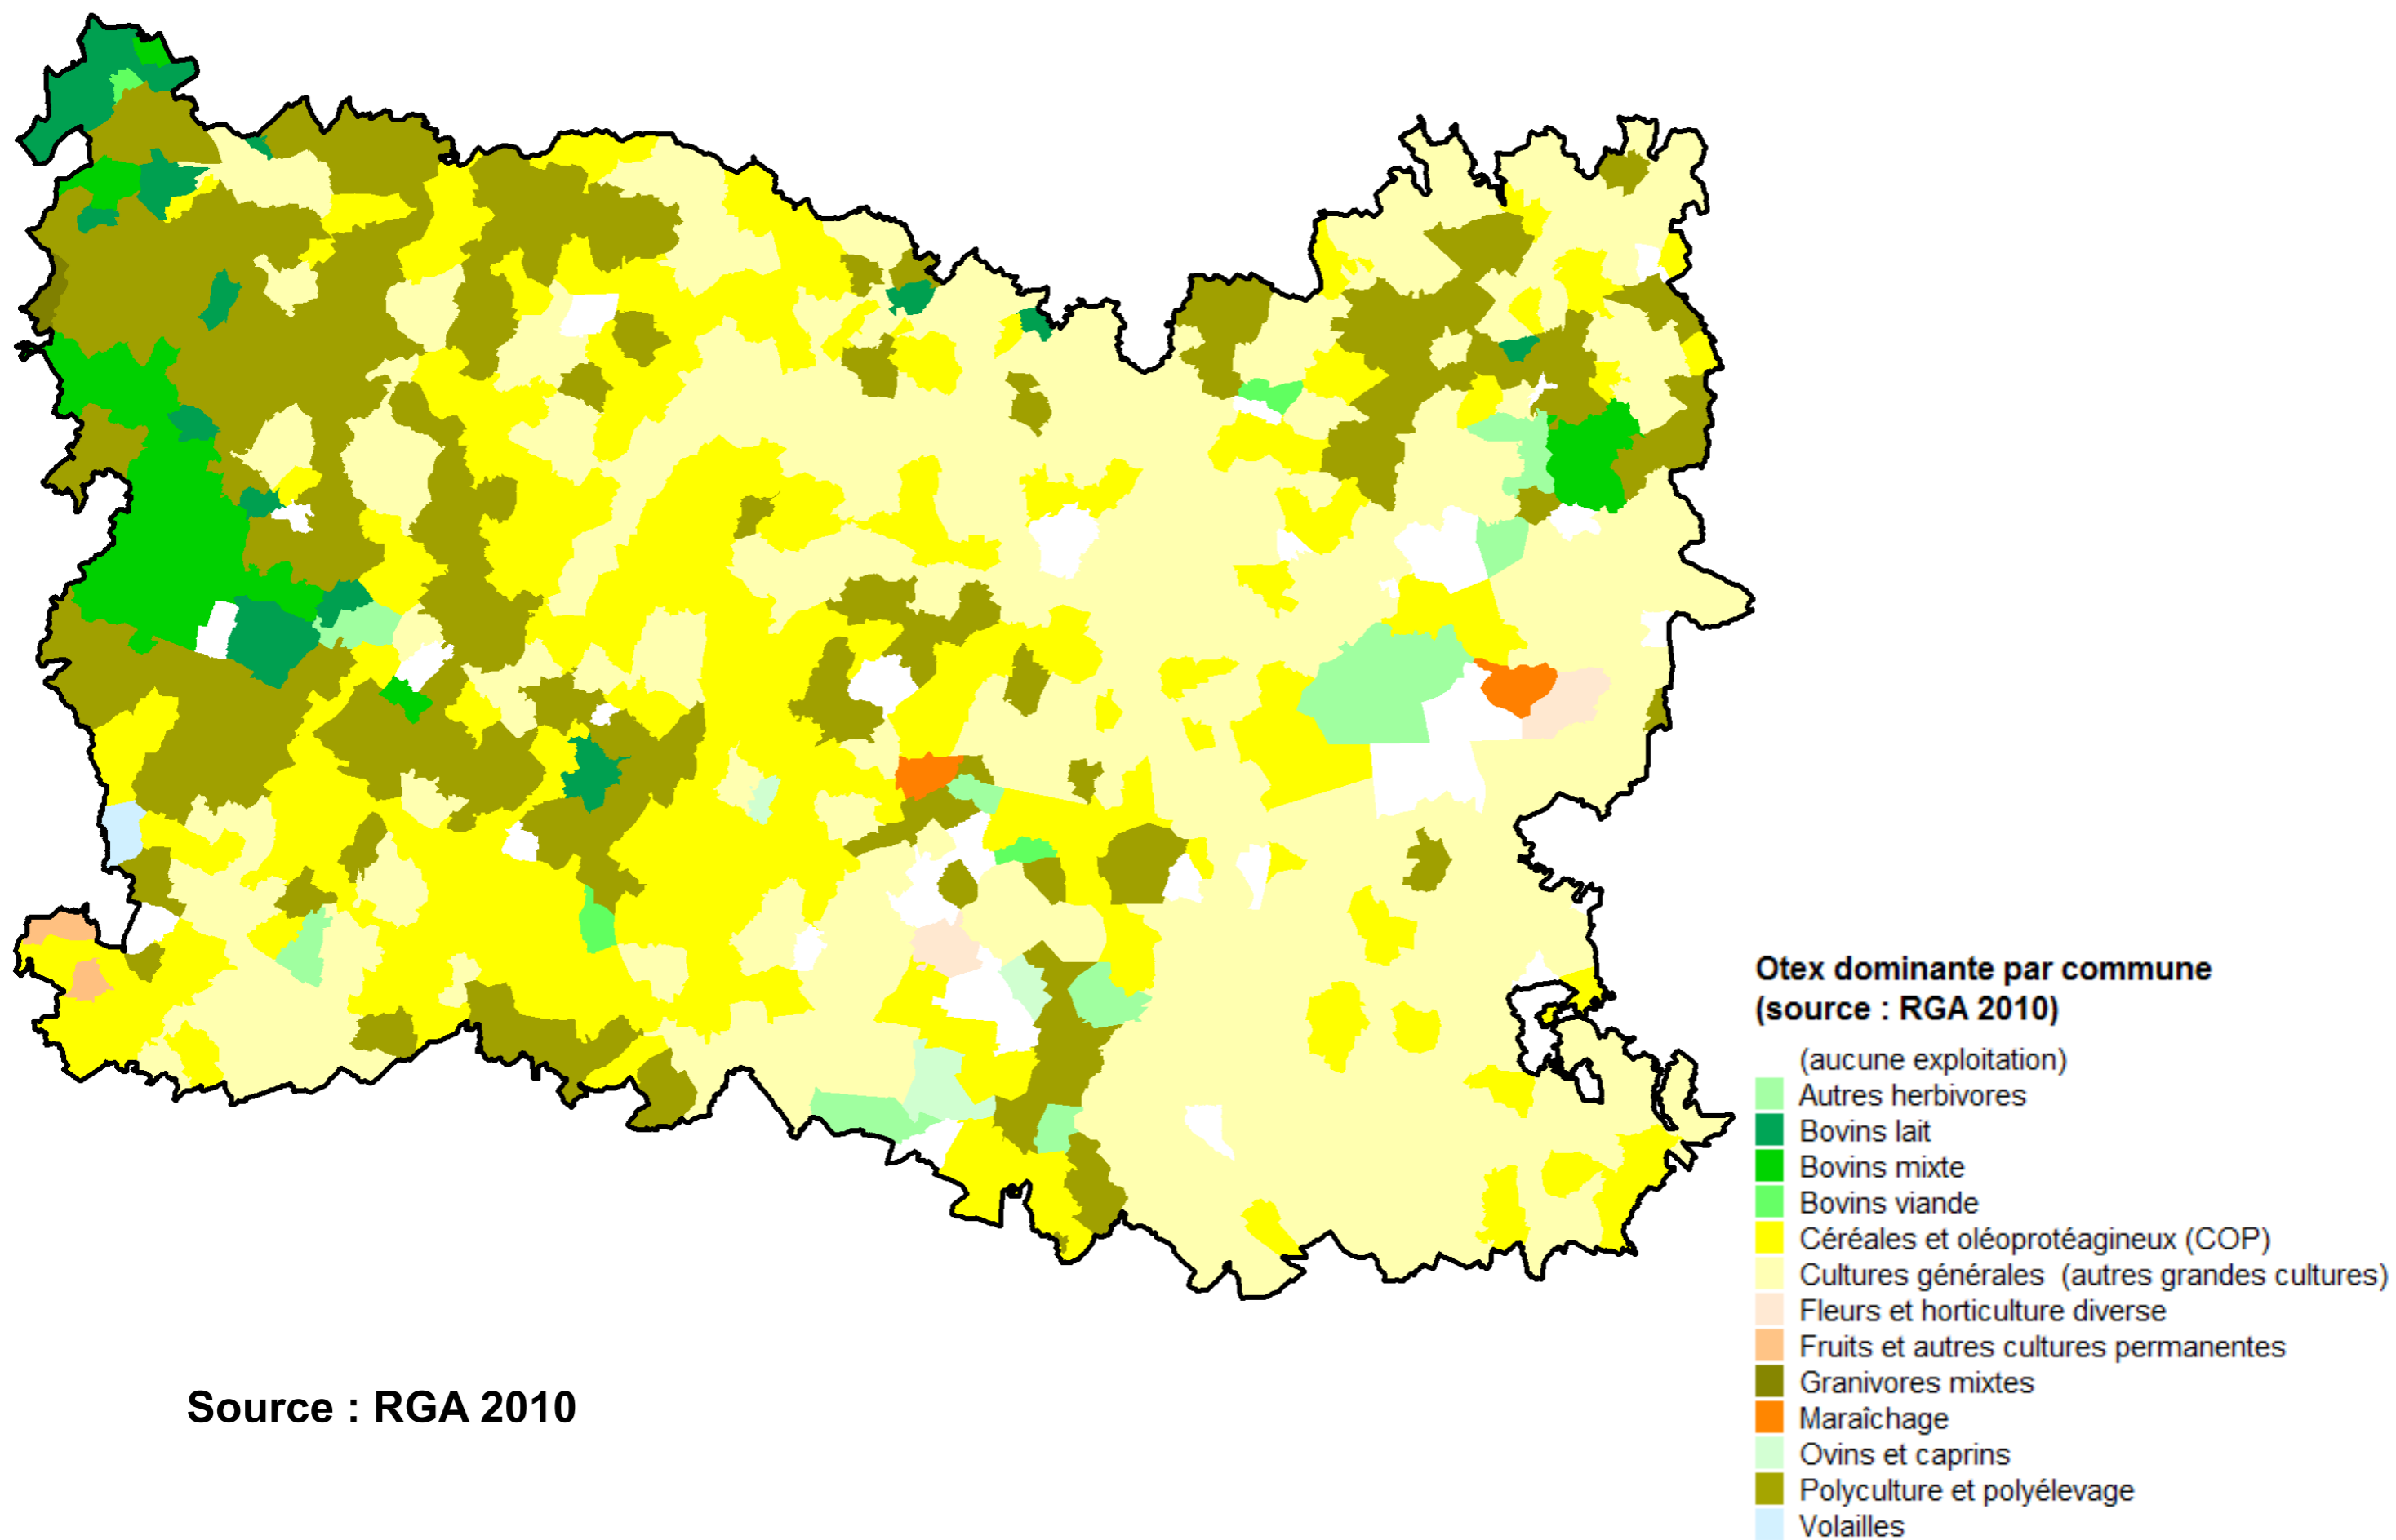 Otex dominante par commune
(source : RGA 2010)
(aucune exploitation)
Autres herbivores
Bovins lait
Bovins mixte
Bovins viande
Céréales et oléoprotéagineux (COP)
Cultures générales (autres grandes cultures)
Fleurs et horticulture diverse
Fruits et autres cultures permanentes
Granivores mixtes
Maraîchage
Ovins et caprins
Polyculture et polyélevage
Volailles
Source : RGA 2010